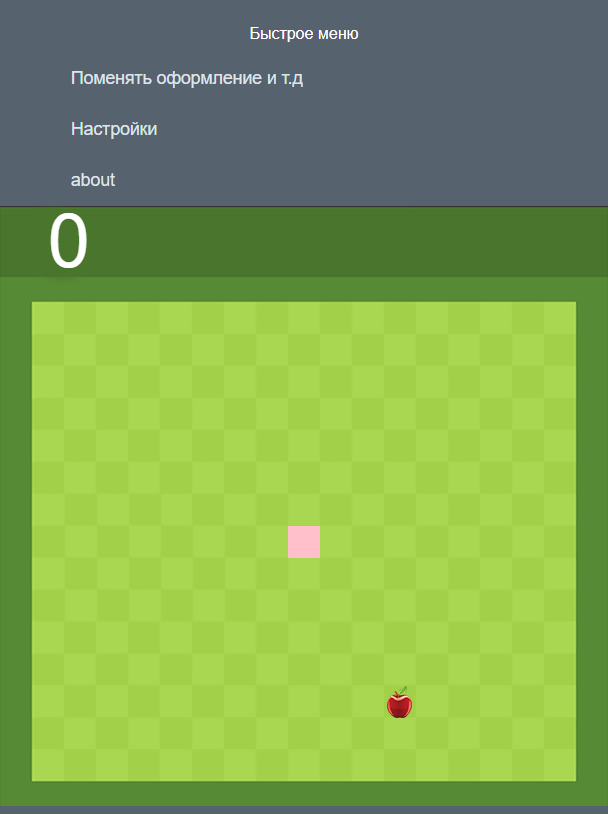 Быстрое меню
Поменять оформление и т.д
Настройки
about
0